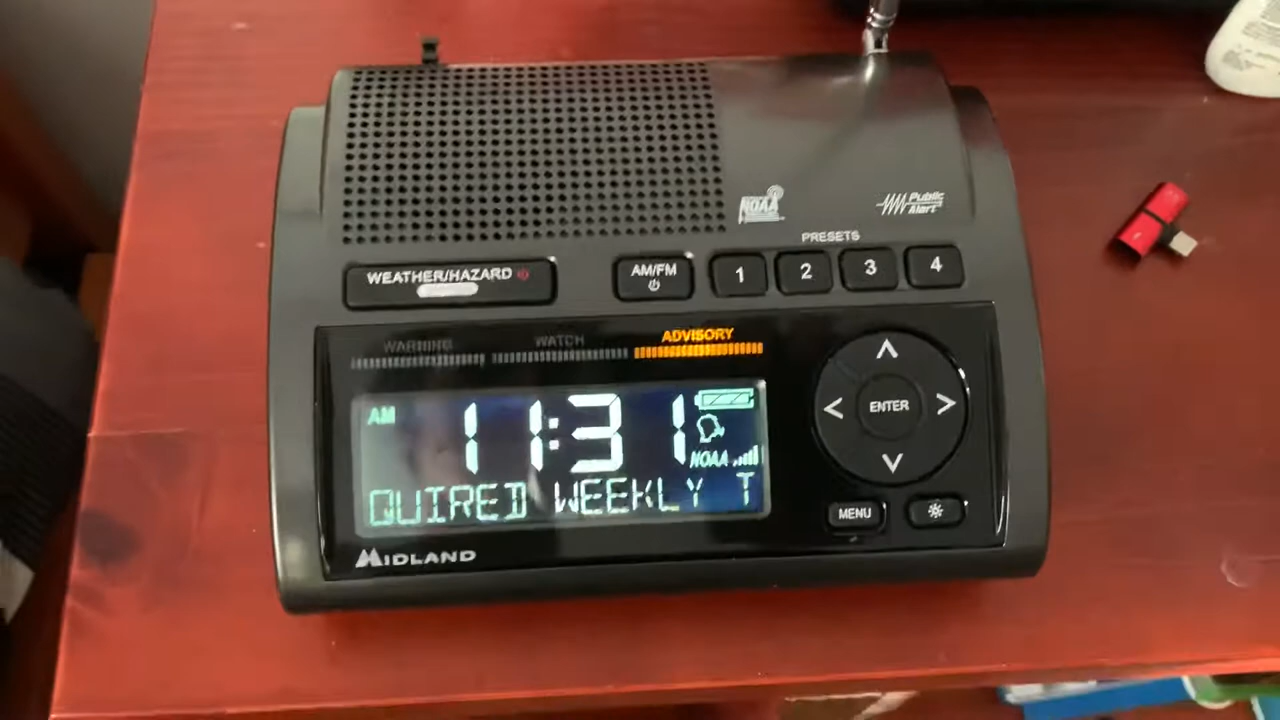 NOAA
Public Alert
PRESETS
WEATHER/HAZARD
AM/FM
1
2
3
4
WARNING
WATCH
ADVISORY
AM
11:31
NOAA
QUIRED WEEKLY T
ENTER
MENU
MIDLAND